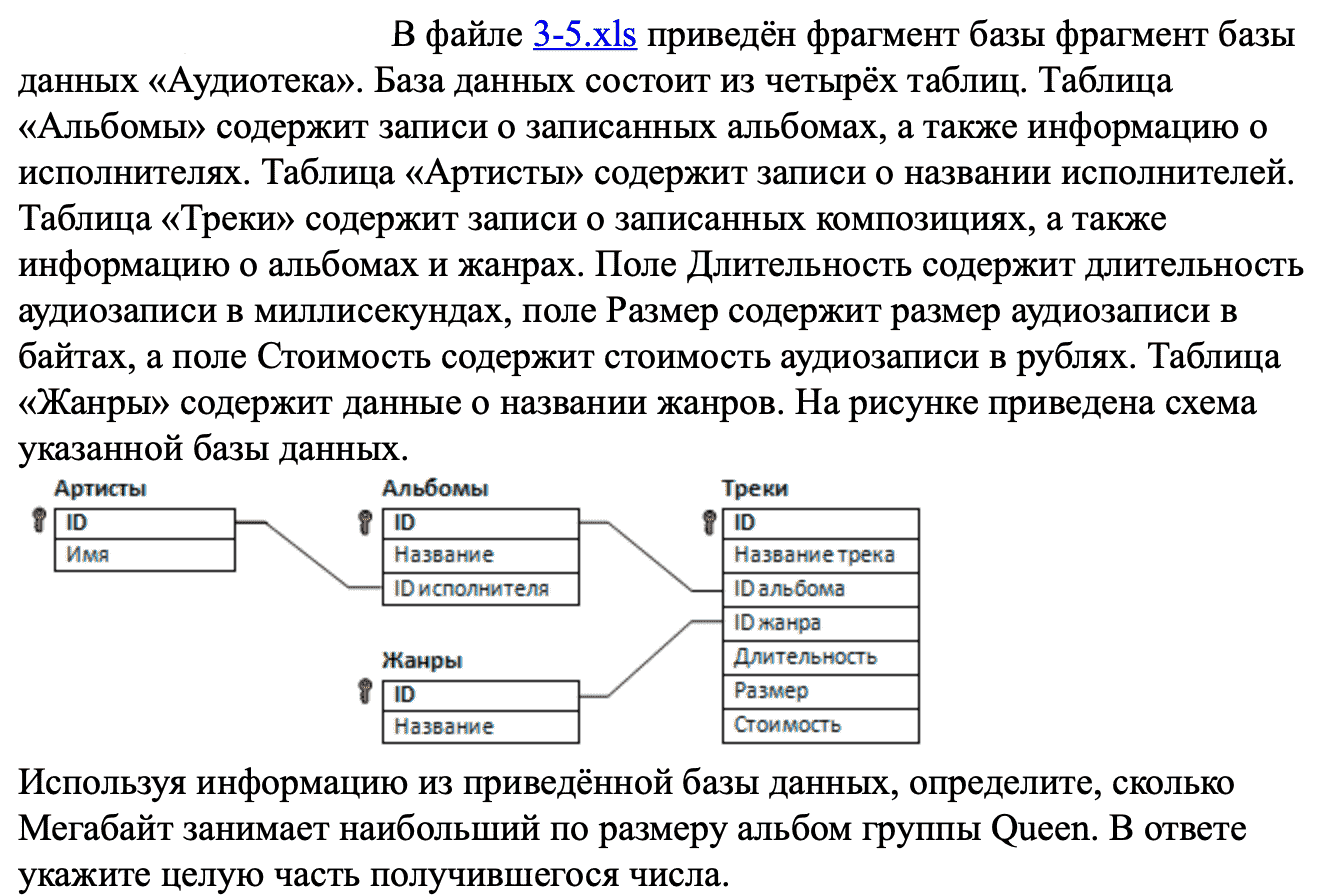 В файле 3-5.xls приведён фрагмент базы фрагмент базы
данных «Аудиотека». База данных состоит из четырёх таблиц. Таблица
«Альбомы» содержит записи о записанных альбомах, а также информацию о
исполнителях. Таблица «Артисты» содержит записи о названии исполнителей.
Таблица «Треки» содержит записи о записанных композициях, а также
информацию о альбомах и жанрах. Поле Длительность содержит длительность
аудиозаписи в миллисекундах, поле Размер содержит размер аудиозаписи в
байтах, а поле Стоимость содержит стоимость аудиозаписи в рублях. Таблица
«Жанры» содержит данные о названии жанров. На рисунке приведена схема
указанной базы данных.
Артисты
ID
Имя
Альбомы
ID
Название
ID исполнителя
Жанры
ID
Название
Треки
ID
Название трека
ID альбома
ID жанра
Длительность
Размер
Стоимость
Используя информацию из приведённой базы данных, определите, сколько
Мегабайт занимает наибольший по размеру альбом группы Queen. В ответе
укажите целую часть получившегося числа.